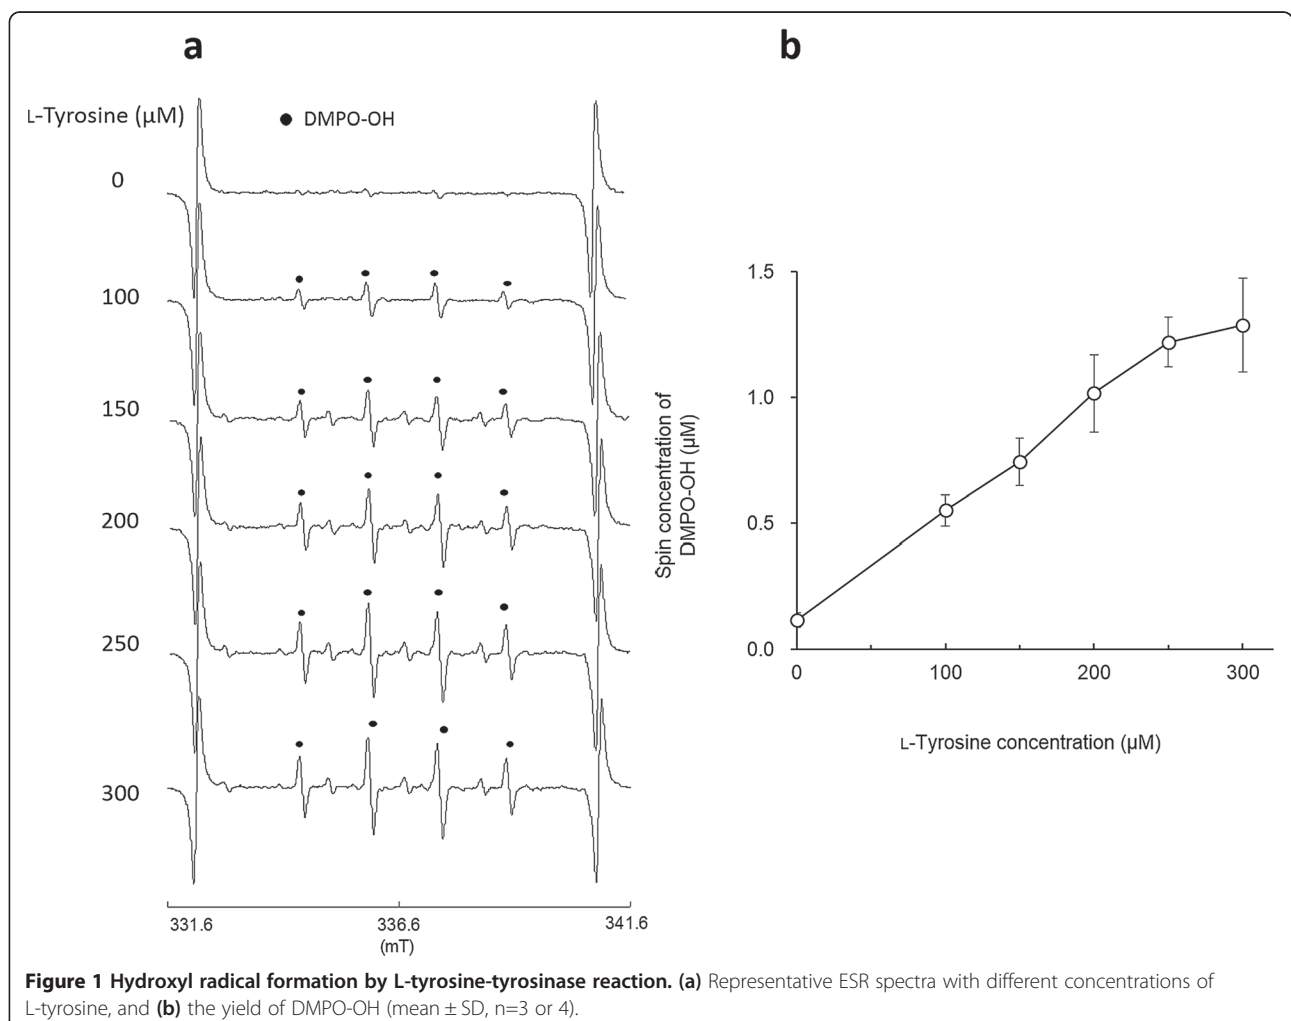 a
L-Tyrosine (µM)
● DMPO-OH
0
100
150
200
250
300
331.6
336.6
341.6
(mT)
b
Spin concentration of
DMPO-OH (µM)
1.5
1.0
0.5
0.0
0
100
200
300
L-Tyrosine concentration (µM)
Figure 1 Hydroxyl radical formation by L-tyrosine-tyrosinase reaction. (a) Representative ESR spectra with different concentrations of
L-tyrosine, and (b) the yield of DMPO-OH (mean ± SD, n=3 or 4).